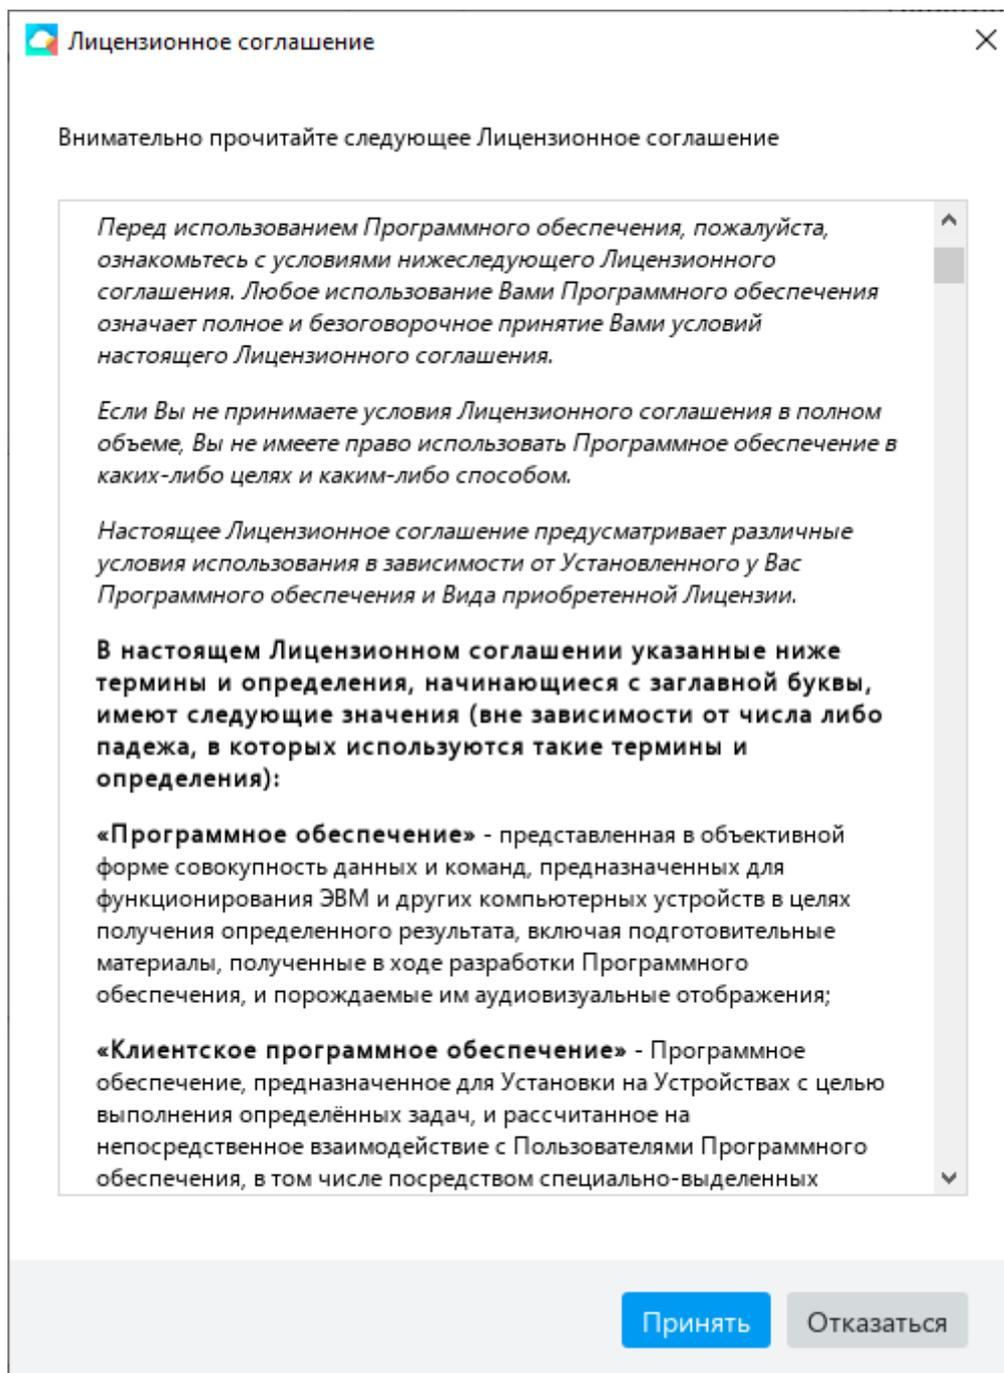 Лицензионное соглашение
Внимательно прочитайте следующее Лицензионное соглашение
Перед использованием Программного обеспечения, пожалуйста,
ознакомьтесь с условиями нижеследующего Лицензионного
соглашения. Любое использование Вами Программного обеспечения
означает полное и безоговорочное принятие Вами условий
настоящего Лицензионного соглашения.
Если Вы не принимаете условия Лицензионного соглашения в полном
объеме, Вы не имеете право использовать Программное обеспечение в
каких-либо целях и каким-либо способом.
Настоящее Лицензионное соглашение предусматривает различные
условия использования в зависимости от Установленного у Вас
Программного обеспечения и Вида приобретенной Лицензии.
В настоящем Лицензионном соглашении указанные ниже
термины и определения, начинающиеся с заглавной буквы,
имеют следующие значения (вне зависимости от числа либо
падежа, в которых используются такие термины и
определения):
«Программное обеспечение» - представленная в объективной
форме совокупность данных и команд, предназначенных для
функционирования ЭВМ и других компьютерных устройств в целях
получения определенного результата, включая подготовительные
материалы, полученные в ходе разработки Программного
обеспечения, и порождаемые им аудиовизуальные отображения;
«Клиентское программное обеспечение» - Программное
обеспечение, предназначенное для Установки на Устройствах с целью
выполнения определённых задач, и рассчитанное на
непосредственное взаимодействие с Пользователями Программного
обеспечения, в том числе посредством специально-выделенных
Принять Отказаться